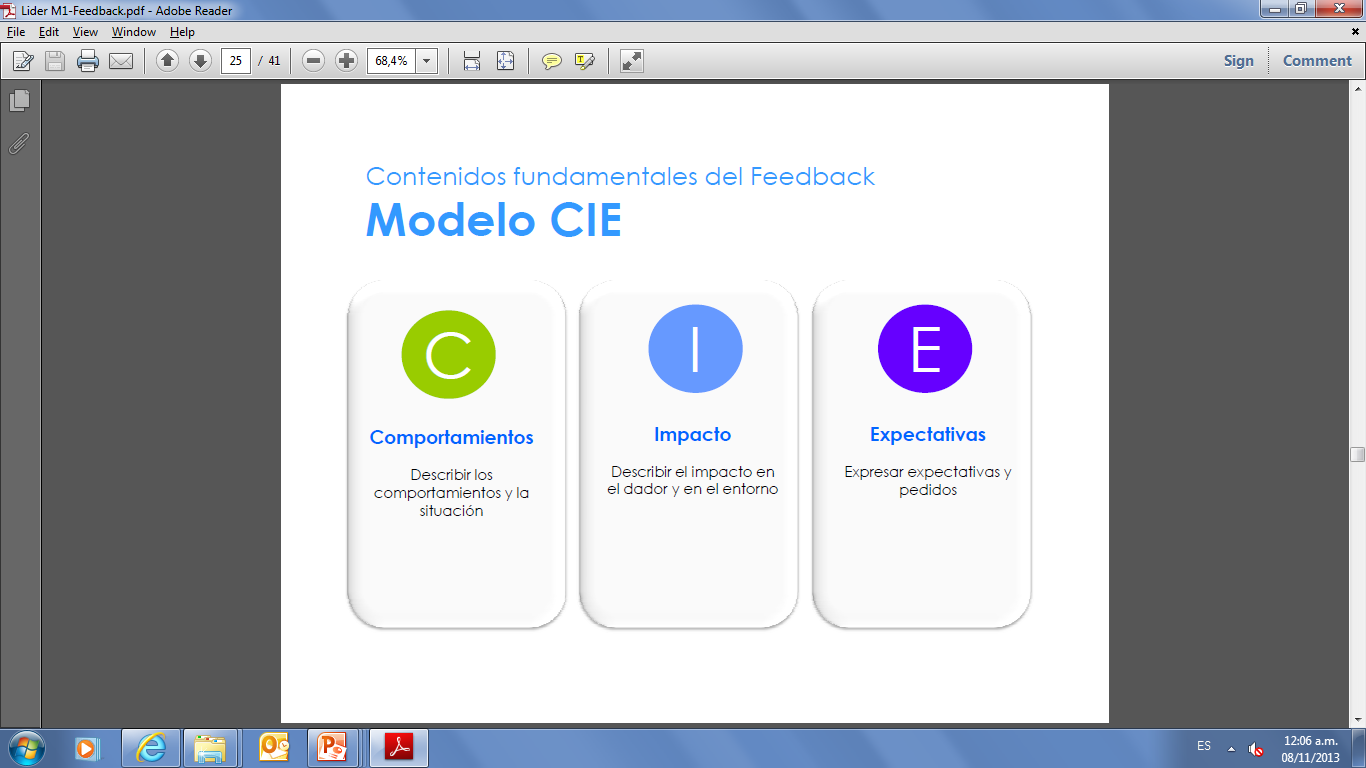 Lider M1-Feedback.pdf - Adobe Reader
File Edit View Window Help
25 / 41 68,4% Sign Comment
Contenidos fundamentales del Feedback
Modelo CIE
C
Comportamientos
Describir los
comportamientos y la
situación
I
Impacto
Describir el impacto en
el dador y en el entorno
E
Expectativas
Expresar expectativas y
pedidos
ES 12:06 a.m.
08/11/2013